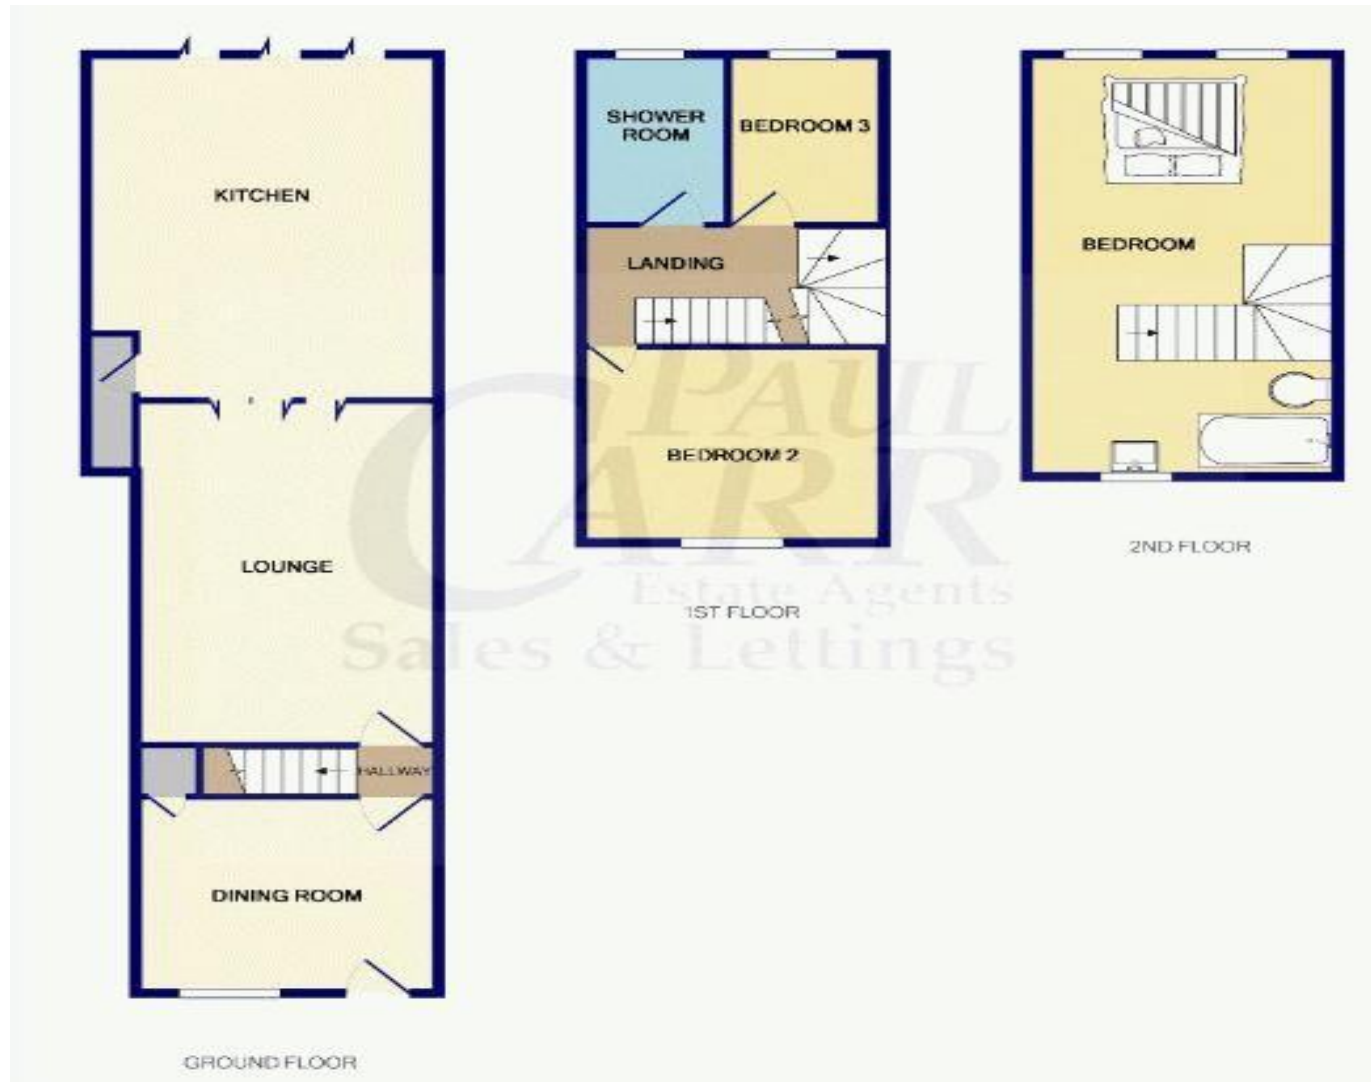 KITCHEN
LOUNGE
HALLWAY
DINING ROOM
GROUND FLOOR
SHOWER
ROOM
BEDROOM 3
LANDING
BEDROOM 2
1ST FLOOR
BEDROOM
2ND FLOOR
PAUL
CARR
Estate Agents
Sales & Lettings